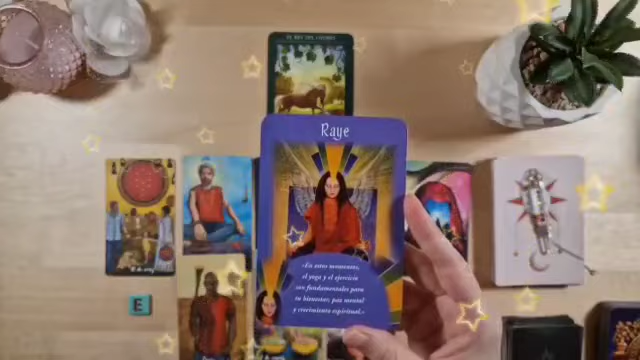 Raye
«En estos momentos,
el yoga y el ejercicio
son fundamentales para
tu bienestar, paz mental
y crecimiento espiritual.»
E